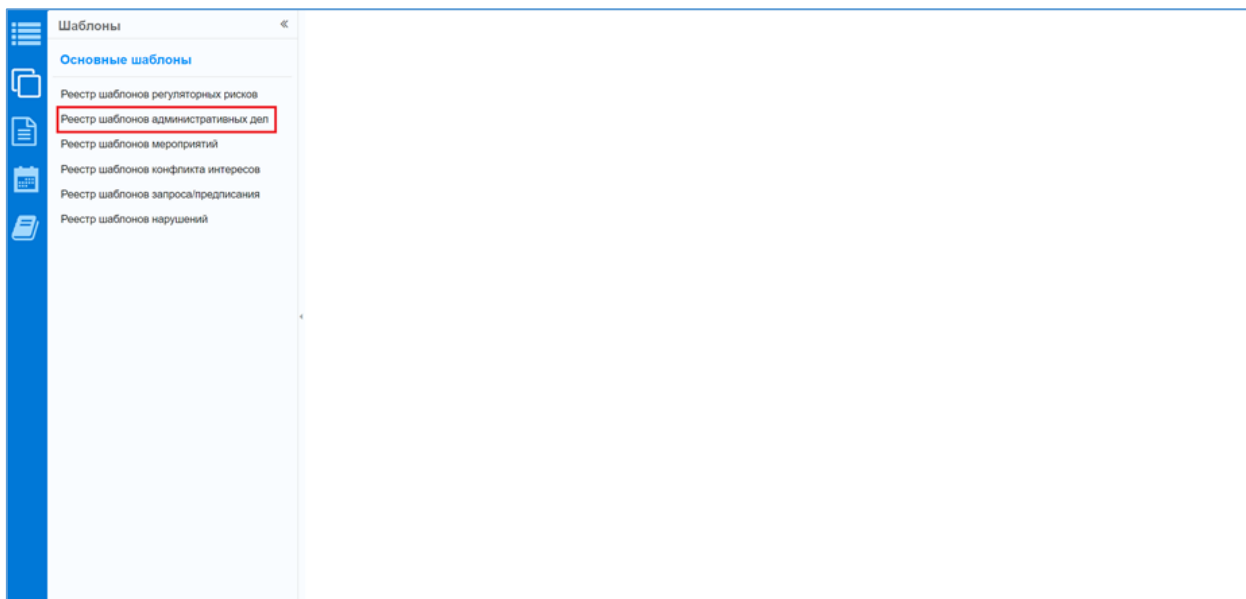 Шаблоны «
Основные шаблоны
Реестр шаблонов регуляторных рисков
Реестр шаблонов административных дел
Реестр шаблонов мероприятий
Реестр шаблонов конфликта интересов
Реестр шаблонов запроса/предписания
Реестр шаблонов нарушений